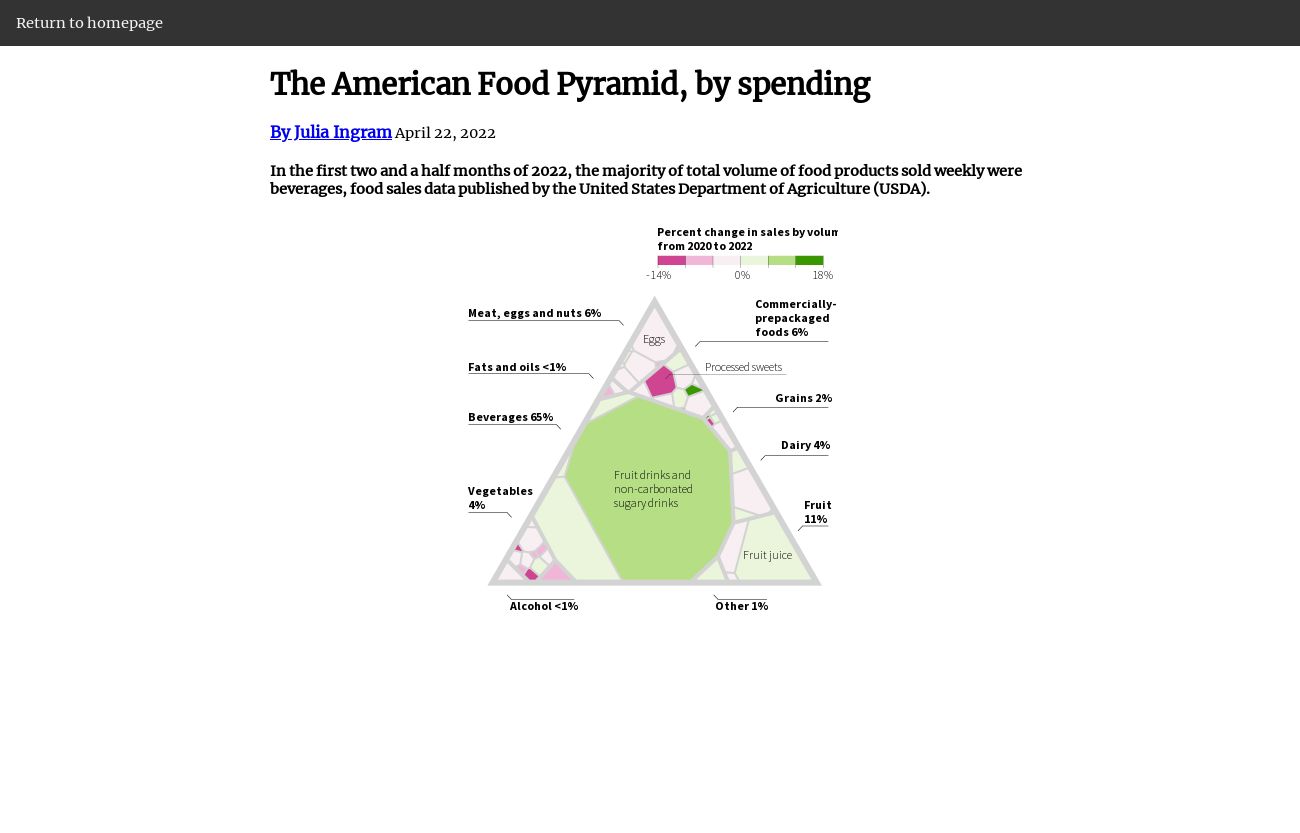 Return to homepage
The American Food Pyramid, by spending
By Julia Ingram April 22, 2022
In the first two and a half months of 2022, the majority of total volume of food products sold weekly were
beverages, food sales data published by the United States Department of Agriculture (USDA).
Percent change in sales by volum
from 2020 to 2022
-14% 0% 18%
Meat, eggs and nuts 6%
Commercially-
prepackaged
foods 6%
Eggs
Fats and oils <1%
Processed sweets
Grains 2%
Beverages 65%
Dairy 4%
Fruit drinks and
non-carbonated
sugary drinks
Vegetables
4%
Fruit
11%
Fruit juice
Alcohol <1%
Other 1%